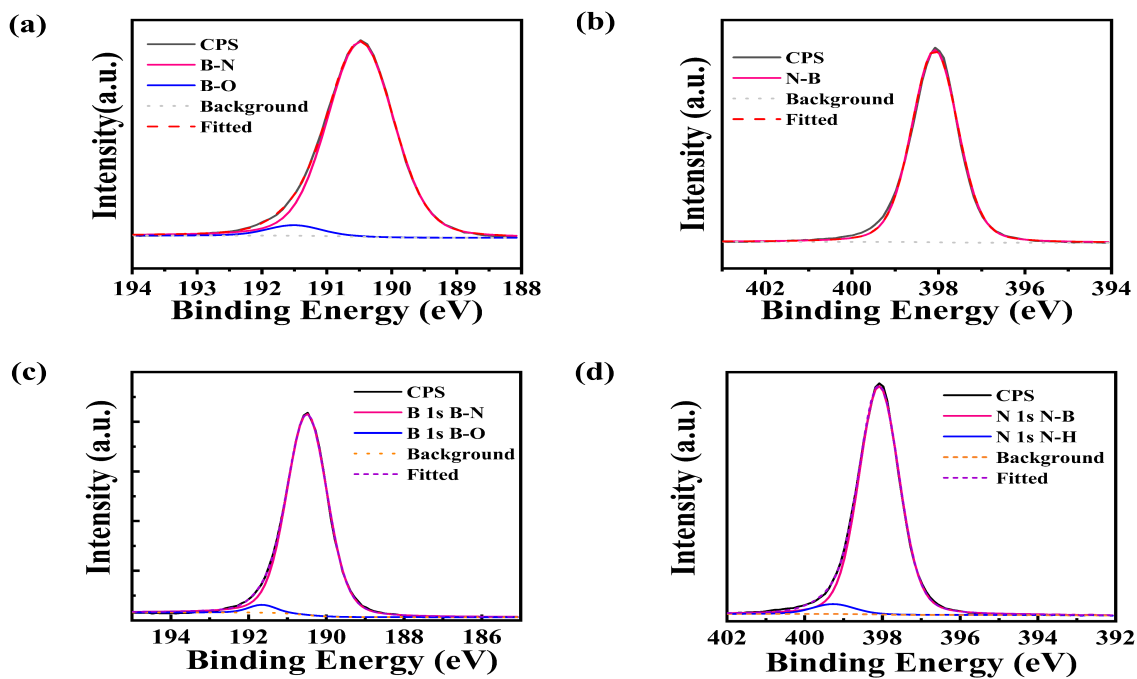 (a)
CPS
B-N
B-O
Background
Fitted
Intensity(a.u.)
194 193 192 191 190 189 188
Binding Energy (eV)
(b)
CPS
N-B
Background
Fitted
Intensity (a.u.)
402 400 398 396 394
Binding Energy (eV)
(c)
CPS
B 1s B-N
B 1s B-O
Background
Fitted
Intensity (a.u.)
194 192 190 188 186
Binding Energy (eV)
(d)
CPS
N 1s N-B
N 1s N-H
Background
Fitted
Intensity (a.u.)
402 400 398 396 394 392
Binding Energy (eV)